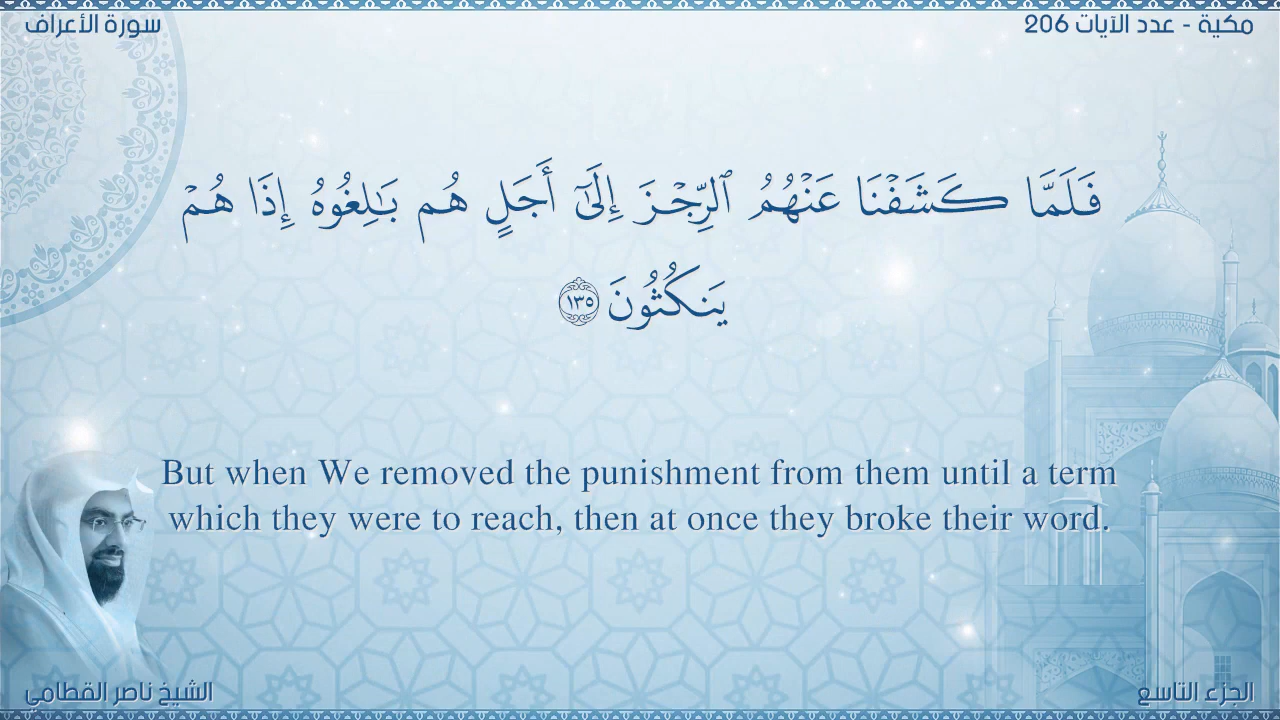 مكية - عدد الآيات 206
سورة الأعراف
فَلَمَّا كَشَفْنَا عَنْهُمُ ٱلرِّجْزَ إِلَىٰٓ أَجَلٍ هُم بَـٰلِغُوهُ إِذَا هُمْ
يَنكُثُونَ ١٣٥
But when We removed the punishment from them until a term
which they were to reach, then at once they broke their word.
الجزء التاسع
الشيخ ناصر القطامي